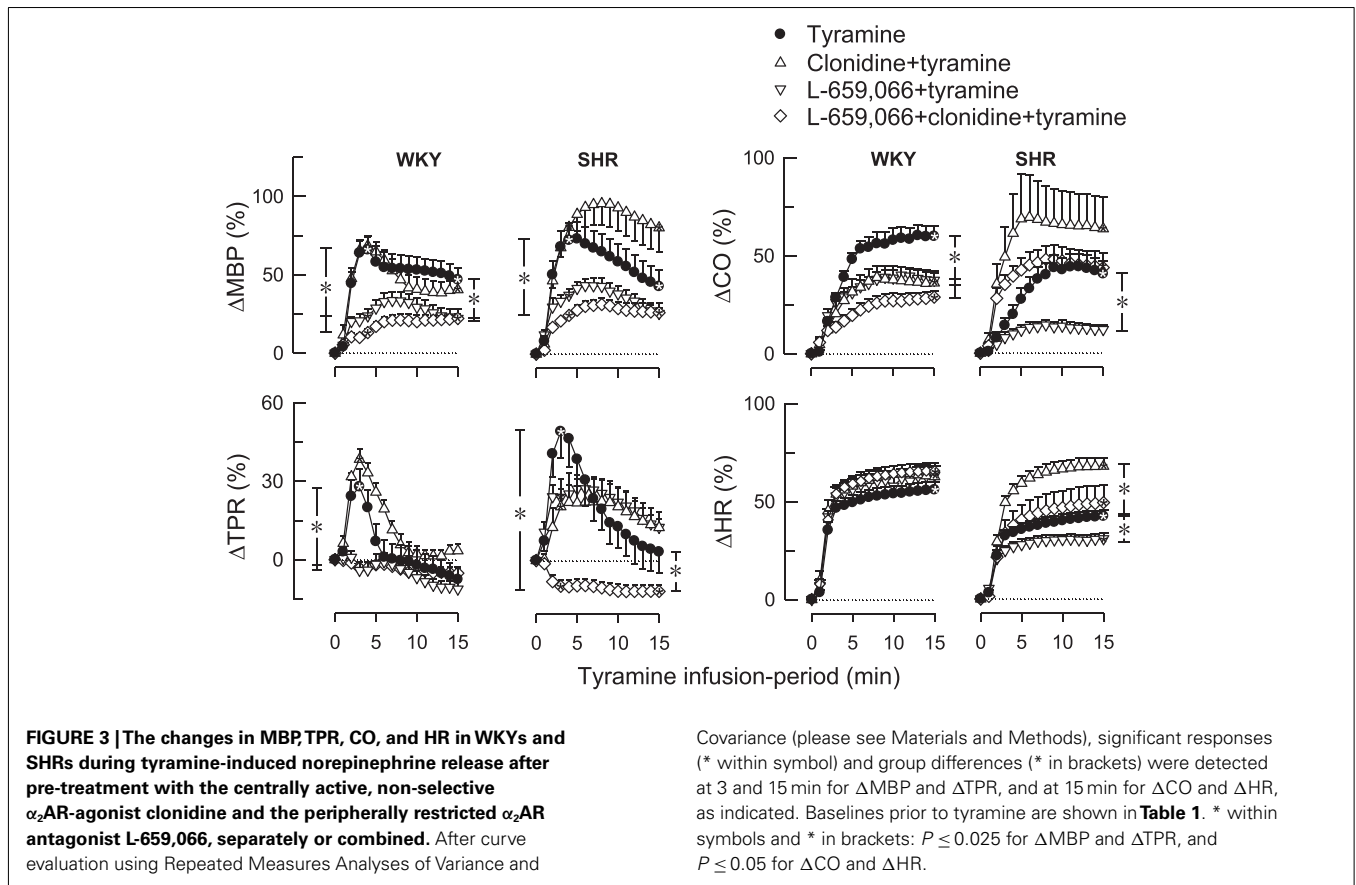 Tyramine
Clonidine+tyramine
L-659,066+tyramine
L-659,066+clonidine+tyramine
WKY
SHR
WKY
SHR
ΔMBP (%)
100
50
0
*
*
*
ΔCO (%)
100
50
0
*
*
*
ΔTPR (%)
60
30
0
*
*
*
ΔHR (%)
100
50
0
*
*
0 5 10 15
0 5 10 15
0 5 10 15
0 5 10 15
Tyramine infusion-period (min)
FIGURE 3 | The changes in MBP, TPR, CO, and HR in WKYs and
SHRs during tyramine-induced norepinephrine release after
pre-treatment with the centrally active, non-selective
α₂AR-agonist clonidine and the peripherally restricted α₂AR
antagonist L-659,066, separately or combined. After curve
evaluation using Repeated Measures Analyses of Variance and
Covariance (please see Materials and Methods), significant responses
(* within symbol) and group differences (* in brackets) were detected
at 3 and 15 min for ΔMBP and ΔTPR, and at 15 min for ΔCO and ΔHR,
as indicated. Baselines prior to tyramine are shown in Table 1. * within
symbols and * in brackets: P ≤ 0.025 for ΔMBP and ΔTPR, and
P ≤ 0.05 for ΔCO and ΔHR.